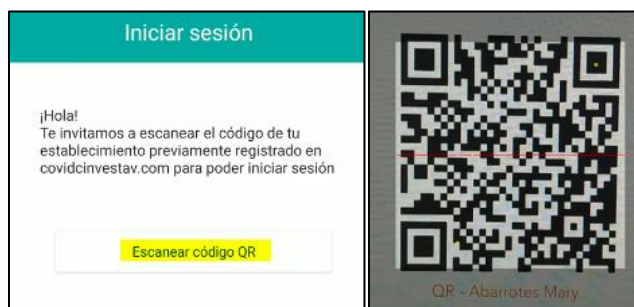 Iniciar sesión
¡Hola!
Te invitamos a escanear el código de tu
establecimiento previamente registrado en
covidcinvestav.com para poder iniciar sesión
Escanear código QR
QR - Abarrotes Mary